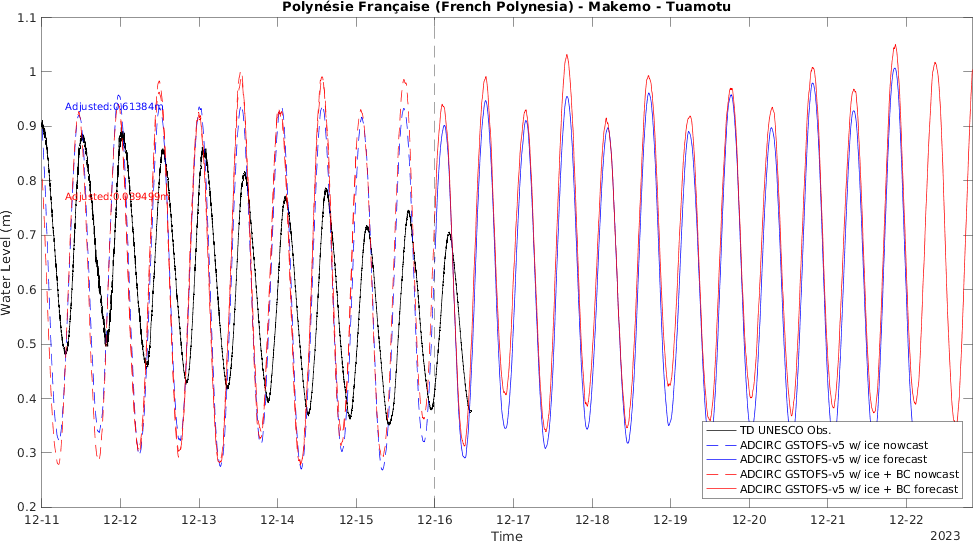 Polynésie Française (French Polynesia) - Makemo - Tuamotu
1.1
1
0.9
0.8
0.7
0.6
0.5
0.4
0.3
0.2
Water Level (m)
Adjusted:0.61384m
Adjusted:0.039499m
TD UNESCO Obs.
ADCIRC GSTOFS-v5 w/ ice nowcast
ADCIRC GSTOFS-v5 w/ ice forecast
ADCIRC GSTOFS-v5 w/ ice + BC nowcast
ADCIRC GSTOFS-v5 w/ ice + BC forecast
12-11 12-12 12-13 12-14 12-15 12-16 12-17 12-18 12-19 12-20 12-21 12-22
Time
2023